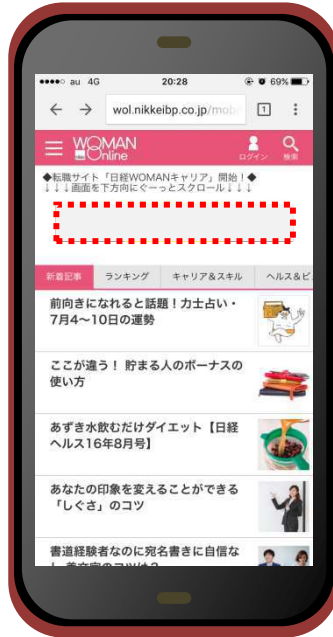 au 4G 20:28 69%
wol.nikkeibp.co.jp/mob 1
WOMAN
Online
ログイン 検索
◆転職サイト「日経WOMANキャリア」開始！◆
↓↓↓画面を下方向にぐーっとスクロール↓↓↓
新着記事 ランキング キャリア&スキル ヘルス&ビ
前向きになれると話題！力士占い・
7月4〜10日の運勢
ここが違う！ 貯まる人のボーナスの
使い方
あずき水飲むだけダイエット【日経
ヘルス16年8月号】
あなたの印象を変えることができる
「しぐさ」のコツ
書道経験者なのに宛名書きに自信な